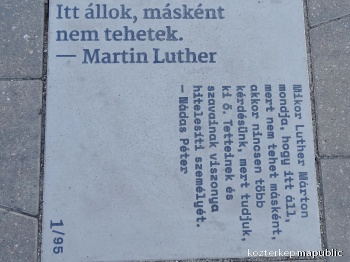 Itt állok, másként
nem tehetek.
— Martin Luther
Mikor Luther Márton
mondja, hogy itt áll,
mert nem tehet másként,
akkor nincsen több
kérdésünk, mert tudjuk,
ki ő. Tetteinek és
szavainak viszonya
hitelesíti személyét.
— Nádas Péter
1/95
kozterkep.mapublic